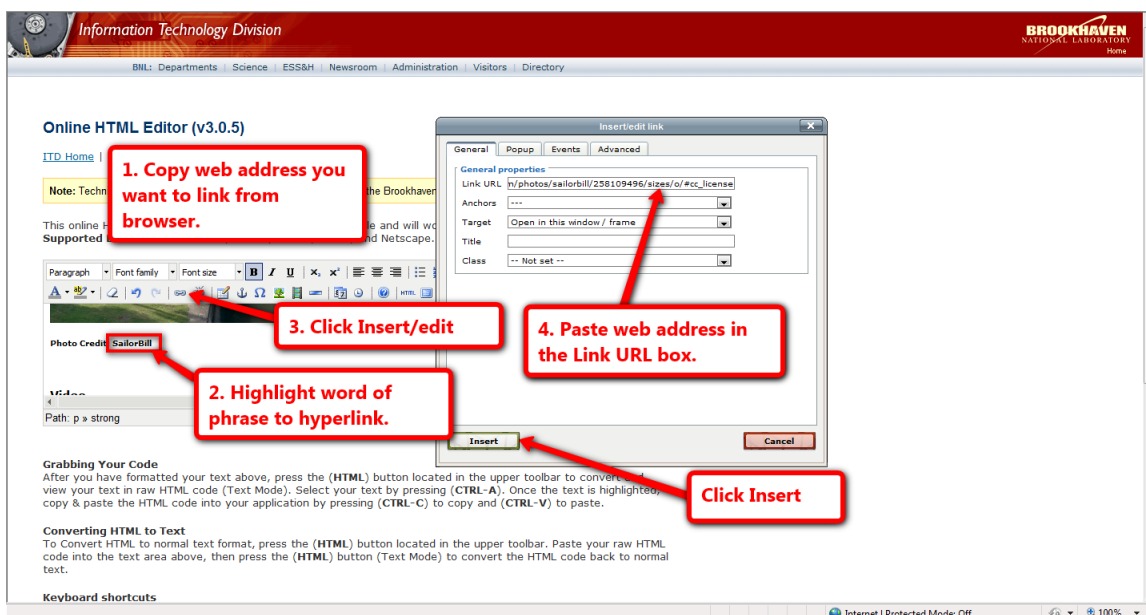 Information Technology Division
BROOKHAVEN
NATIONAL LABORATORY
Home
BNL: Departments | Science | ESS&H | Newsroom | Administration | Visitors | Directory
Online HTML Editor (v3.0.5)
ITD Home |
1. Copy web address you
want to link from
browser.
Note: Techn
the Brookhaven
This online H
le and will wo
Supported
nd Netscape.
Paragraph Font family Font size B I U
HTML
3. Click Insert/edit
Photo Credit SailorBill
2. Highlight word of
phrase to hyperlink.
Video
Path: p » strong
Insert/edit link
General Popup Events Advanced
General properties
Link URL n/photos/sailorbill/258109496/sizes/o/#cc_license
Anchors ---
Target Open in this window / frame
Title
Class -- Not set --
4. Paste web address in
the Link URL box.
Insert
Cancel
Click Insert
Grabbing Your Code
After you have formatted your text above, press the (HTML) button located in the upper toolbar to convert and
view your text in raw HTML code (Text Mode). Select your text by pressing (CTRL-A). Once the text is highlighted,
copy & paste the HTML code into your application by pressing (CTRL-C) to copy and (CTRL-V) to paste.
Converting HTML to Text
To Convert HTML to normal text format, press the (HTML) button located in the upper toolbar. Paste your raw HTML
code into the text area above, then press the (HTML) button (Text Mode) to convert the HTML code back to normal
text.
Keyboard shortcuts
Internet | Protected Mode: Off
100%